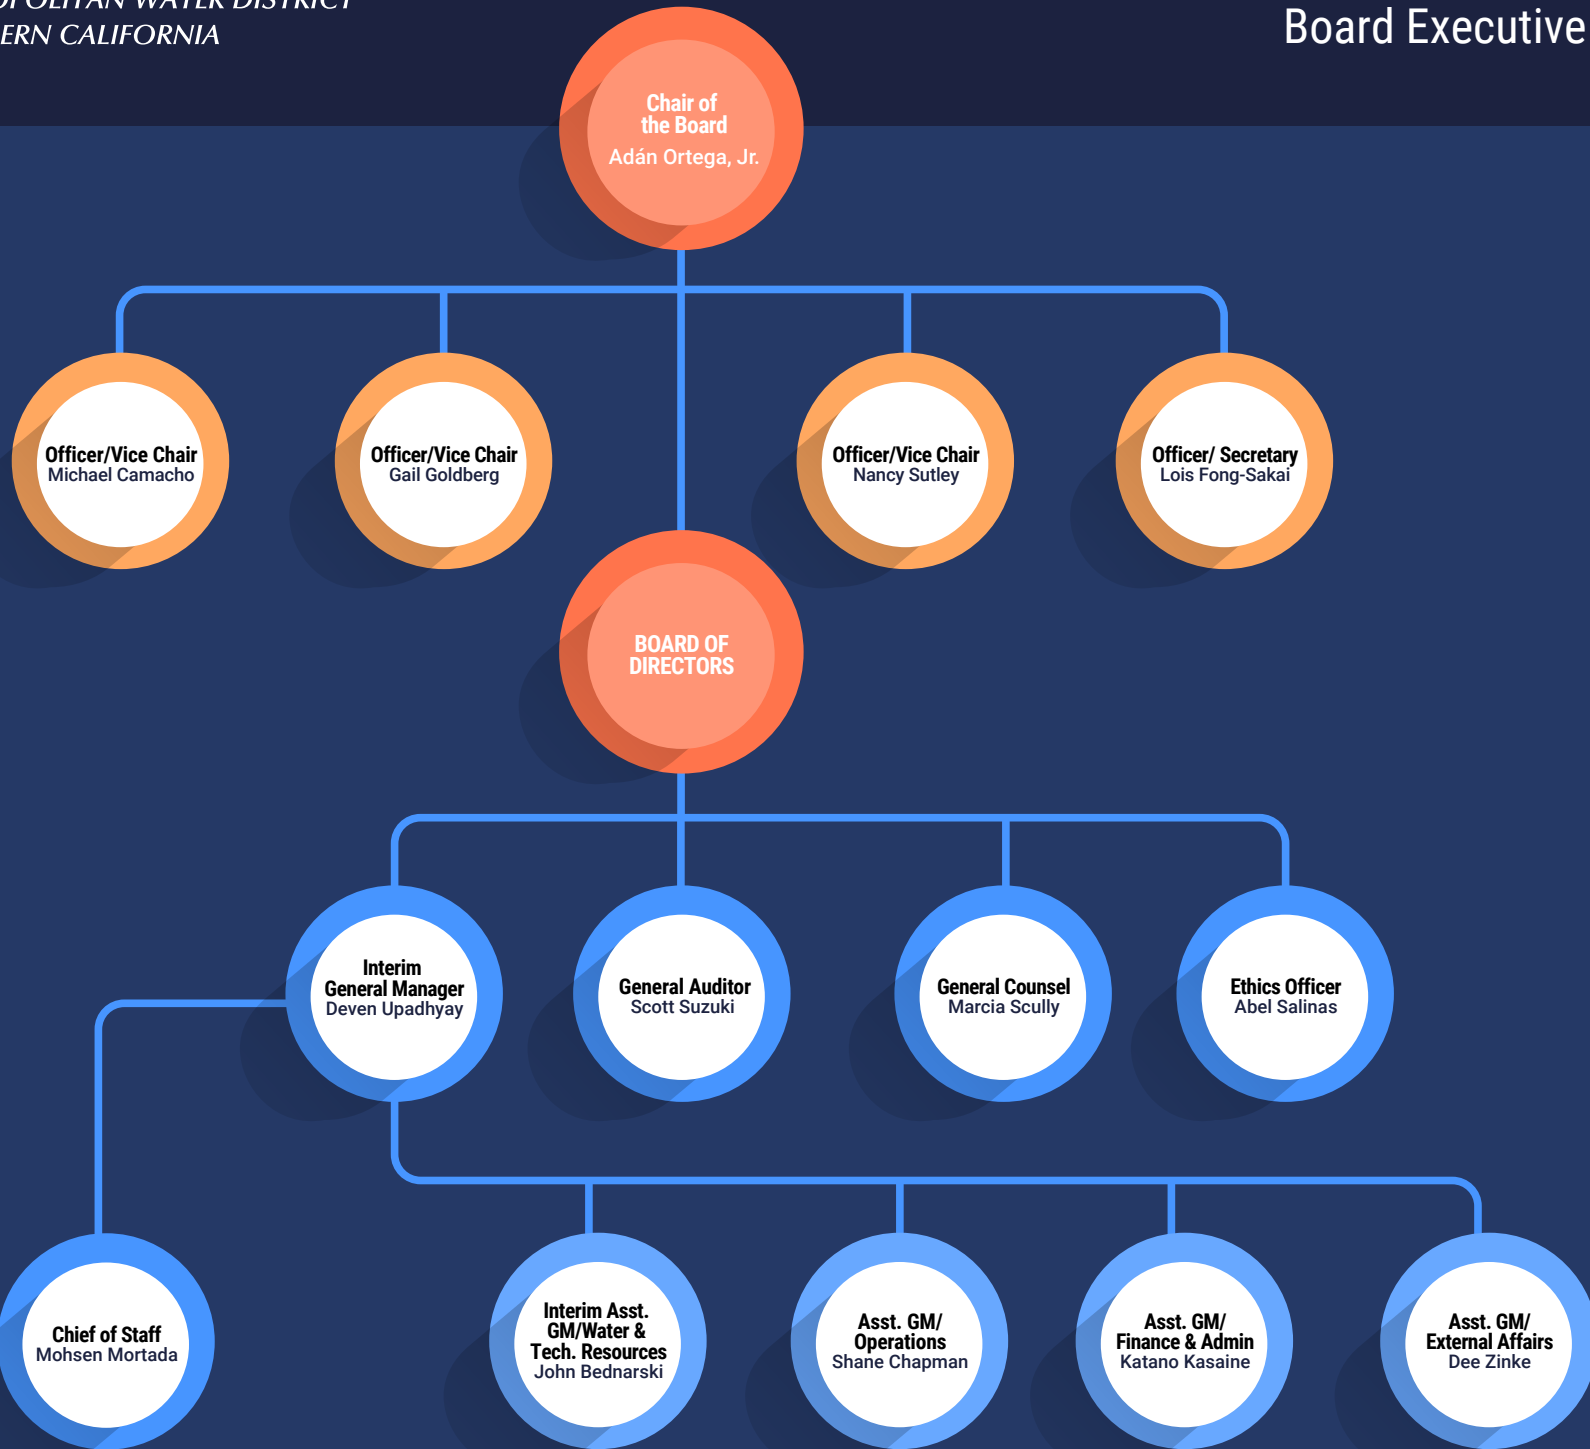 WATER DISTRICT
ERN CALIFORNIA
Board Executive
Chair of
the Board
Adán Ortega, Jr.
Officer/Vice Chair
Michael Camacho
Officer/Vice Chair
Gail Goldberg
Officer/Vice Chair
Nancy Sutley
Officer/ Secretary
Lois Fong-Sakai
BOARD OF
DIRECTORS
Interim
General Manager
Deven Upadhyay
General Auditor
Scott Suzuki
General Counsel
Marcia Scully
Ethics Officer
Abel Salinas
Chief of Staff
Mohsen Mortada
Interim Asst.
GM/Water &
Tech. Resources
John Bednarski
Asst. GM/
Operations
Shane Chapman
Asst. GM/
Finance & Admin
Katano Kasaine
Asst. GM/
External Affairs
Dee Zinke